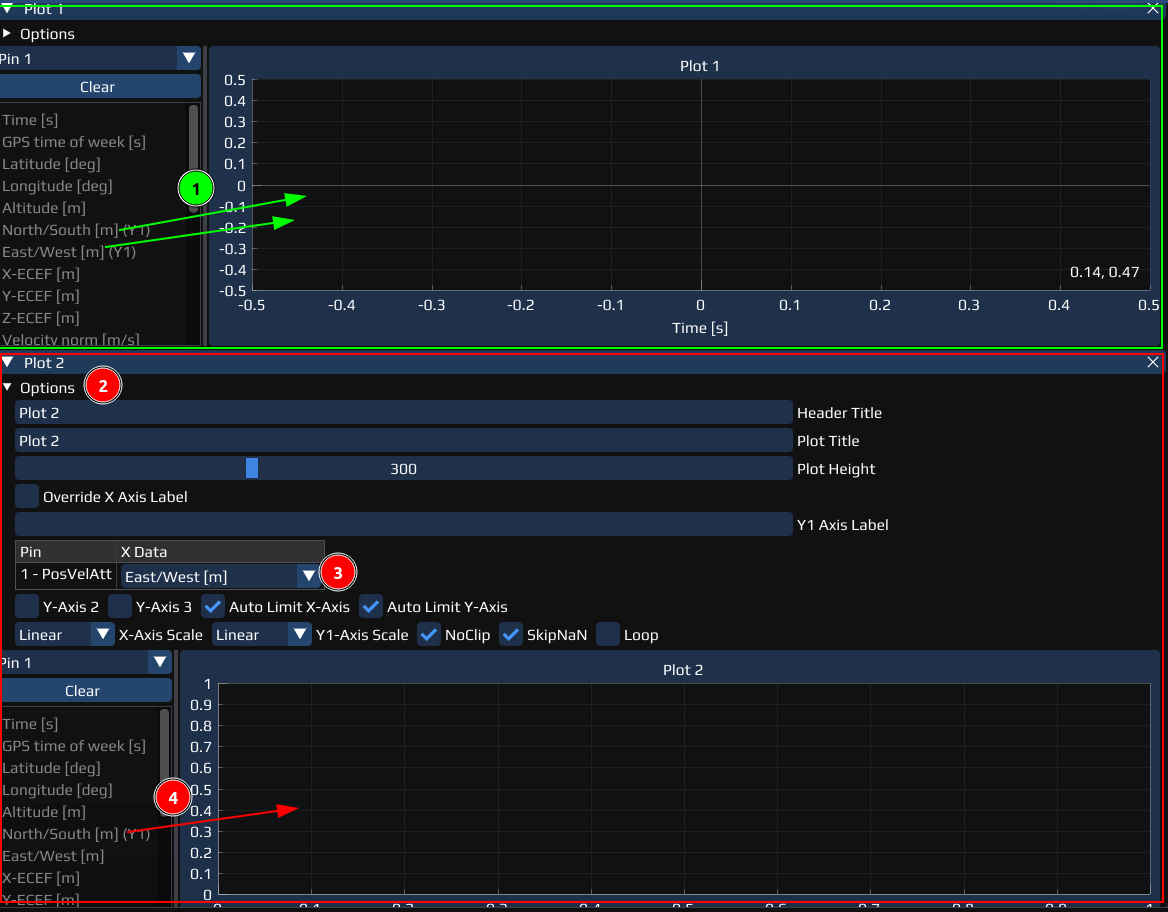 Plot 1
Options
Pin 1
Clear
Time [s]
GPS time of week [s]
Latitude [deg]
Longitude [deg]
Altitude [m]
North/South [m] (Y1)
East/West [m] (Y1)
X-ECEF [m]
Y-ECEF [m]
Z-ECEF [m]
Velocity norm [m/s]
1
Plot 1
0.5
0.4
0.3
0.2
0.1
0
-0.1
-0.2
-0.3
-0.4
-0.5
0.14, 0.47
-0.5 -0.4 -0.3 -0.2 -0.1 0 0.1 0.2 0.3 0.4 0.5
Time [s]
Plot 2
Options 2
Plot 2 Header Title
Plot 2 Plot Title
300 Plot Height
Override X Axis Label
Y1 Axis Label
Pin X Data
1 - PosVelAtt East/West [m] 3
Y-Axis 2 Y-Axis 3 Auto Limit X-Axis Auto Limit Y-Axis
Linear X-Axis Scale Linear Y1-Axis Scale NoClip SkipNaN Loop
Pin 1
Clear
Time [s]
GPS time of week [s]
Latitude [deg]
Longitude [deg]
Altitude [m]
North/South [m] (Y1)
East/West [m]
X-ECEF [m]
Y-ECEF [m]
4
Plot 2
1
0.9
0.8
0.7
0.6
0.5
0.4
0.3
0.2
0.1
0